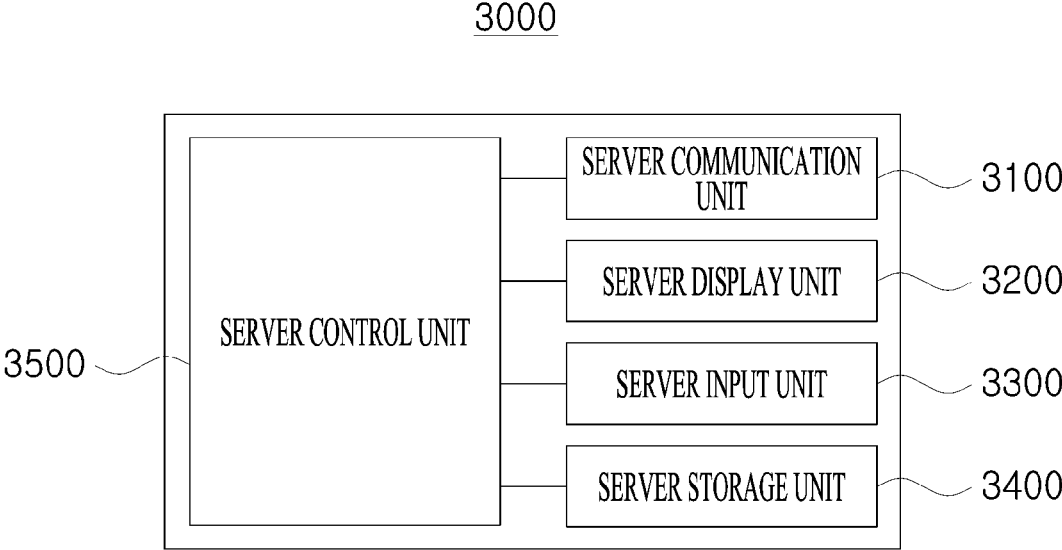 3000
SERVER COMMUNICATION
UNIT
3100
SERVER DISPLAY UNIT
3200
SERVER CONTROL UNIT
3500
SERVER INPUT UNIT
3300
SERVER STORAGE UNIT
3400